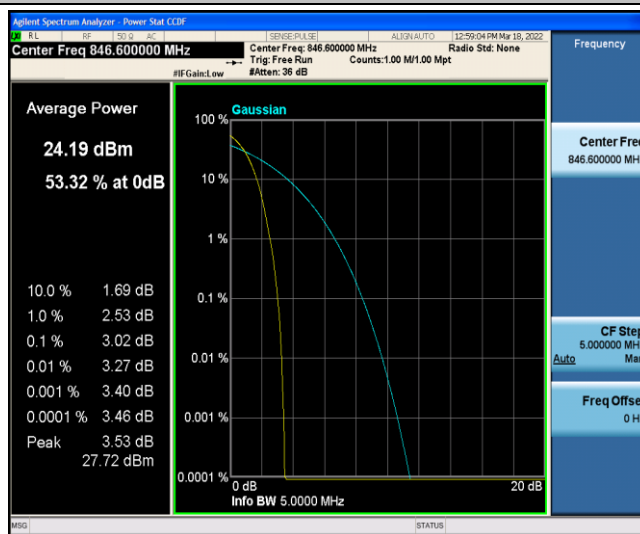 Agilent Spectrum Analyzer - Power Stat CCDF
RL RF 50 Ω AC SENSE:PULSE ALIGN AUTO 12:59:04 PM Mar 18, 2022
Center Freq 846.600000 MHz
Center Freq: 846.600000 MHz Radio Std: None
Trig: Free Run Counts:1.00 M/1.00 Mpt
#IFGain:Low #Atten: 36 dB
Frequency
Average Power
24.19 dBm
53.32 % at 0dB
10.0 % 1.69 dB
1.0 % 2.53 dB
0.1 % 3.02 dB
0.01 % 3.27 dB
0.001 % 3.40 dB
0.0001 % 3.46 dB
Peak 3.53 dB
27.72 dBm
Gaussian
100 %
10 %
1 %
0.1 %
0.01 %
0.001 %
0.0001 %
0 dB 20 dB
Info BW 5.0000 MHz
Center Fre
846.600000 MH
CF Step
5.000000 MH
Auto Ma
Freq Offse
0 H
MSG STATUS